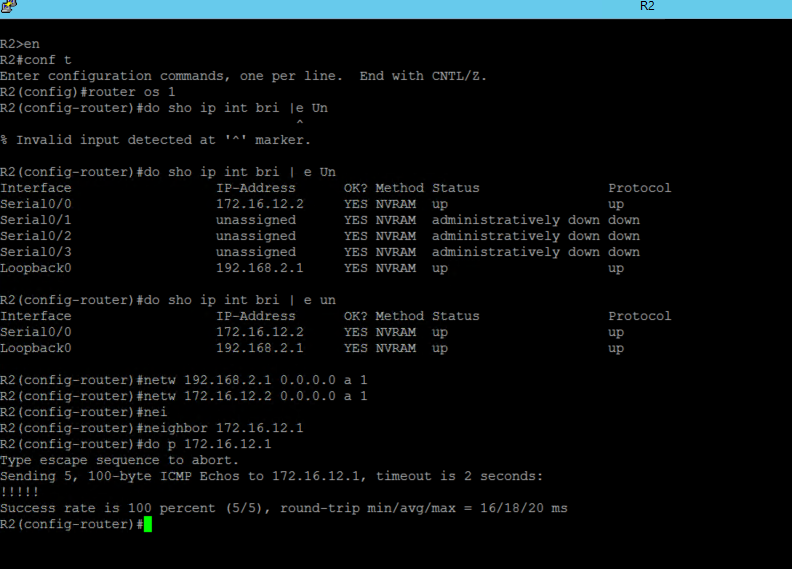 R2
R2>en
R2#conf t
Enter configuration commands, one per line.  End with CNTL/Z.
R2(config)#router os 1
R2(config-router)#do sho ip int bri |e Un
                                     ^
% Invalid input detected at '^' marker.
R2(config-router)#do sho ip int bri | e Un
Interface                  IP-Address      OK? Method Status                Protocol
Serial0/0                  172.16.12.2     YES NVRAM  up                    up
Serial0/1                  unassigned      YES NVRAM  administratively down down
Serial0/2                  unassigned      YES NVRAM  administratively down down
Serial0/3                  unassigned      YES NVRAM  administratively down down
Loopback0                  192.168.2.1     YES NVRAM  up                    up
R2(config-router)#do sho ip int bri | e un
Interface                  IP-Address      OK? Method Status                Protocol
Serial0/0                  172.16.12.2     YES NVRAM  up                    up
Loopback0                  192.168.2.1     YES NVRAM  up                    up
R2(config-router)#netw 192.168.2.1 0.0.0.0 a 1
R2(config-router)#netw 172.16.12.2 0.0.0.0 a 1
R2(config-router)#nei
R2(config-router)#neighbor 172.16.12.1
R2(config-router)#do p 172.16.12.1
Type escape sequence to abort.
Sending 5, 100-byte ICMP Echos to 172.16.12.1, timeout is 2 seconds:
!!!!!
Success rate is 100 percent (5/5), round-trip min/avg/max = 16/18/20 ms
R2(config-router)#